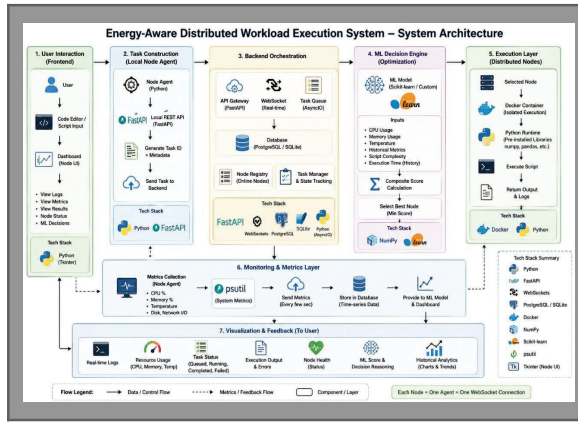 Energy-Aware Distributed Workload Execution System – System Architecture
1. User Interaction
(Frontend)
User
Code Editor /
Script Input
Dashboard
(Node UI)
• View Logs
• View Metrics
• View Results
• Node Status
• ML Decisions
Tech Stack
Python
(Tkinter)
2. Task Construction
(Local Node Agent)
Node Agent
(Python)
FastAPI
Local REST API
(FastAPI)
Generate Task ID
+ Metadata
Send Task to
Backend
Tech Stack
Python
FastAPI
3. Backend Orchestration
API Gateway
(FastAPI)
WebSocket
(Real-time)
Task Queue
(AsyncIO)
Database
(PostgreSQL / SQLite)
Node Registry
(Online Nodes)
Task Manager
& State Tracking
Tech Stack
FastAPI
WebSockets
PostgreSQL
SQLite
Python
(AsyncIO)
4. ML Decision Engine
(Optimization)
ML Model
(Scikit-learn / Custom)
learn
Inputs
• CPU Usage
• Memory Usage
• Temperature
• Historical Metrics
• Script Complexity
• Execution Time (History)
Composite Score
Calculation
Select Best Node
(Min Score)
Tech Stack
NumPy
learn
5. Execution Layer
(Distributed Nodes)
Selected Node
Docker Container
(Isolated Execution)
Python Runtime
(Pre-installed Libraries
numpy, pandas, etc.)
Execute Script
Return Output
& Logs
Tech Stack
Docker
Python
6. Monitoring & Metrics Layer
Metrics Collection
(Node Agent)
• CPU %
• Memory %
• Temperature
• Disk, Network I/O
psutil
(System Metrics)
Send Metrics
(Every few sec)
Store in Database
(Time-series Data)
Provide to ML Model
& Dashboard
Tech Stack Summary
Python
FastAPI
WebSockets
PostgreSQL / SQLite
Docker
NumPy
Scikit-learn
psutil
Tk Tkinter (Node UI)
7. Visualization & Feedback (To User)
Real-time Logs
Resource Usage
(CPU, Memory, Temp)
Task Status
(Queued, Running,
Completed, Failed)
Execution Output
& Errors
Node Health
(Status)
ML Score &
Decision Reasoning
Historical Analytics
(Charts & Trends)
Flow Legend:
Data / Control Flow
Metrics / Feedback Flow
Component / Layer
Each Node = One Agent = One WebSocket Connection